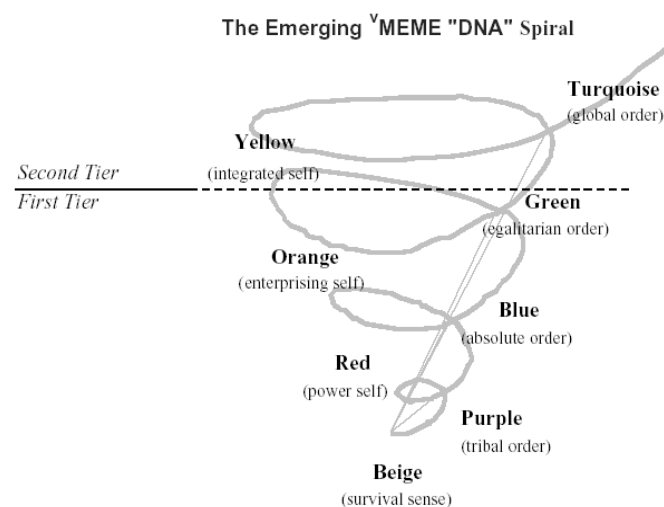 The Emerging VMEME "DNA" Spiral
Turquoise
(global order)
Yellow
(integrated self)
Second Tier
First Tier
Green
(egalitarian order)
Orange
(enterprising self)
Blue
(absolute order)
Red
(power self)
Purple
(tribal order)
Beige
(survival sense)